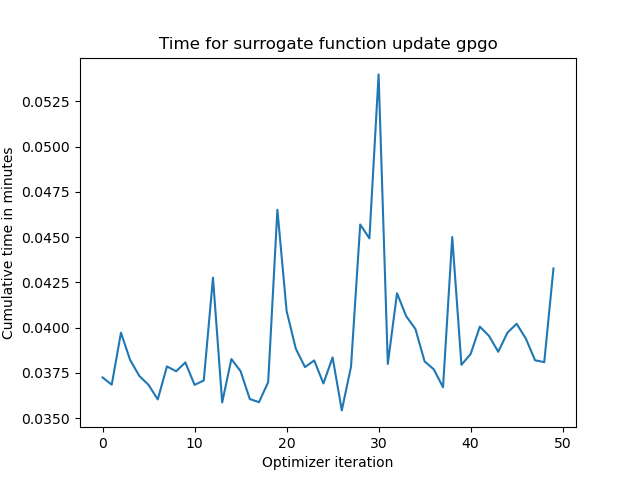 Time for surrogate function update gpgo
Cumulative time in minutes
0.0525
0.0500
0.0475
0.0450
0.0425
0.0400
0.0375
0.0350
0 10 20 30 40 50
Optimizer iteration